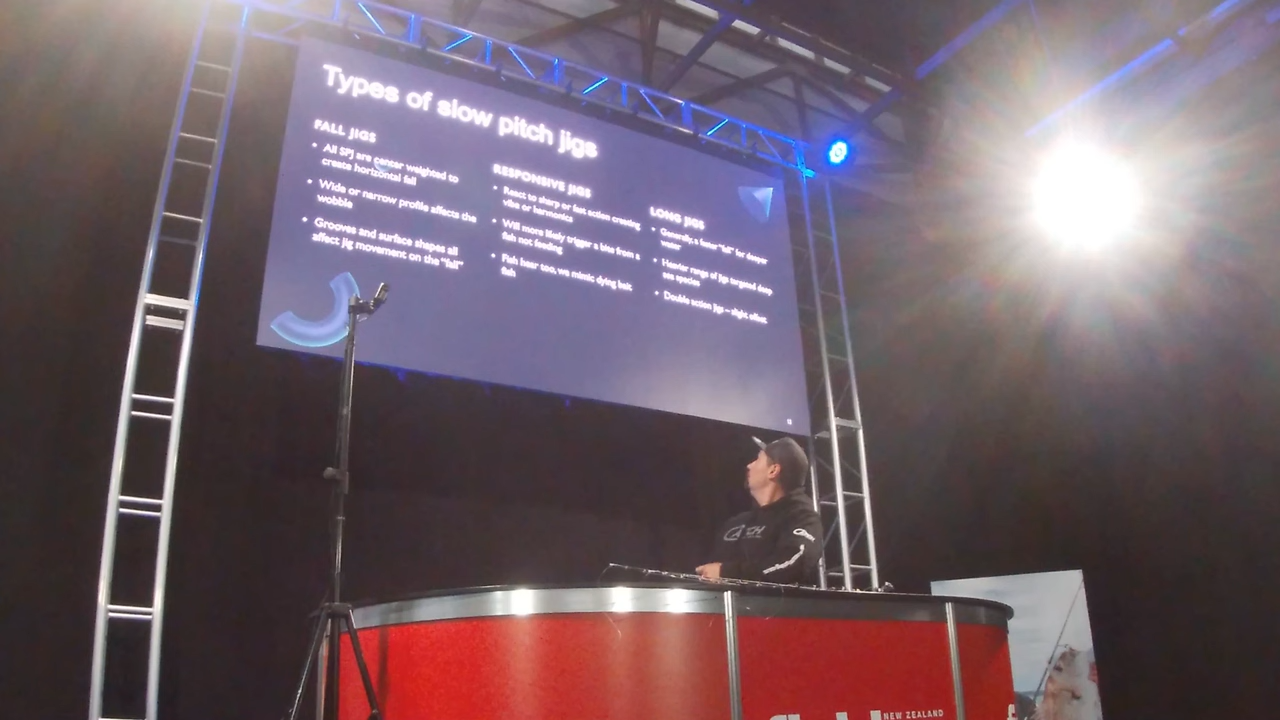 Types of slow pitch jigs
FALL JIGS
• All SPJ are center weighted to
create horizontal fall
• Wide or narrow profile affects the
wobble
• Grooves and surface shapes all
affect jig movement on the "fall"
RESPONSIVE JIGS
• React to sharp or fast action creating
vibe or harmonics
• Will more likely trigger a bite from a
fish not feeding
• Fish hear too, we mimic dying bait
fish
LONG JIGS
• Generally, a faster "fall" for deeper
water
• Heavier range of jigs targeted deep
sea species
• Double action jigs – slight offset
CATCH
NEW ZEALAND